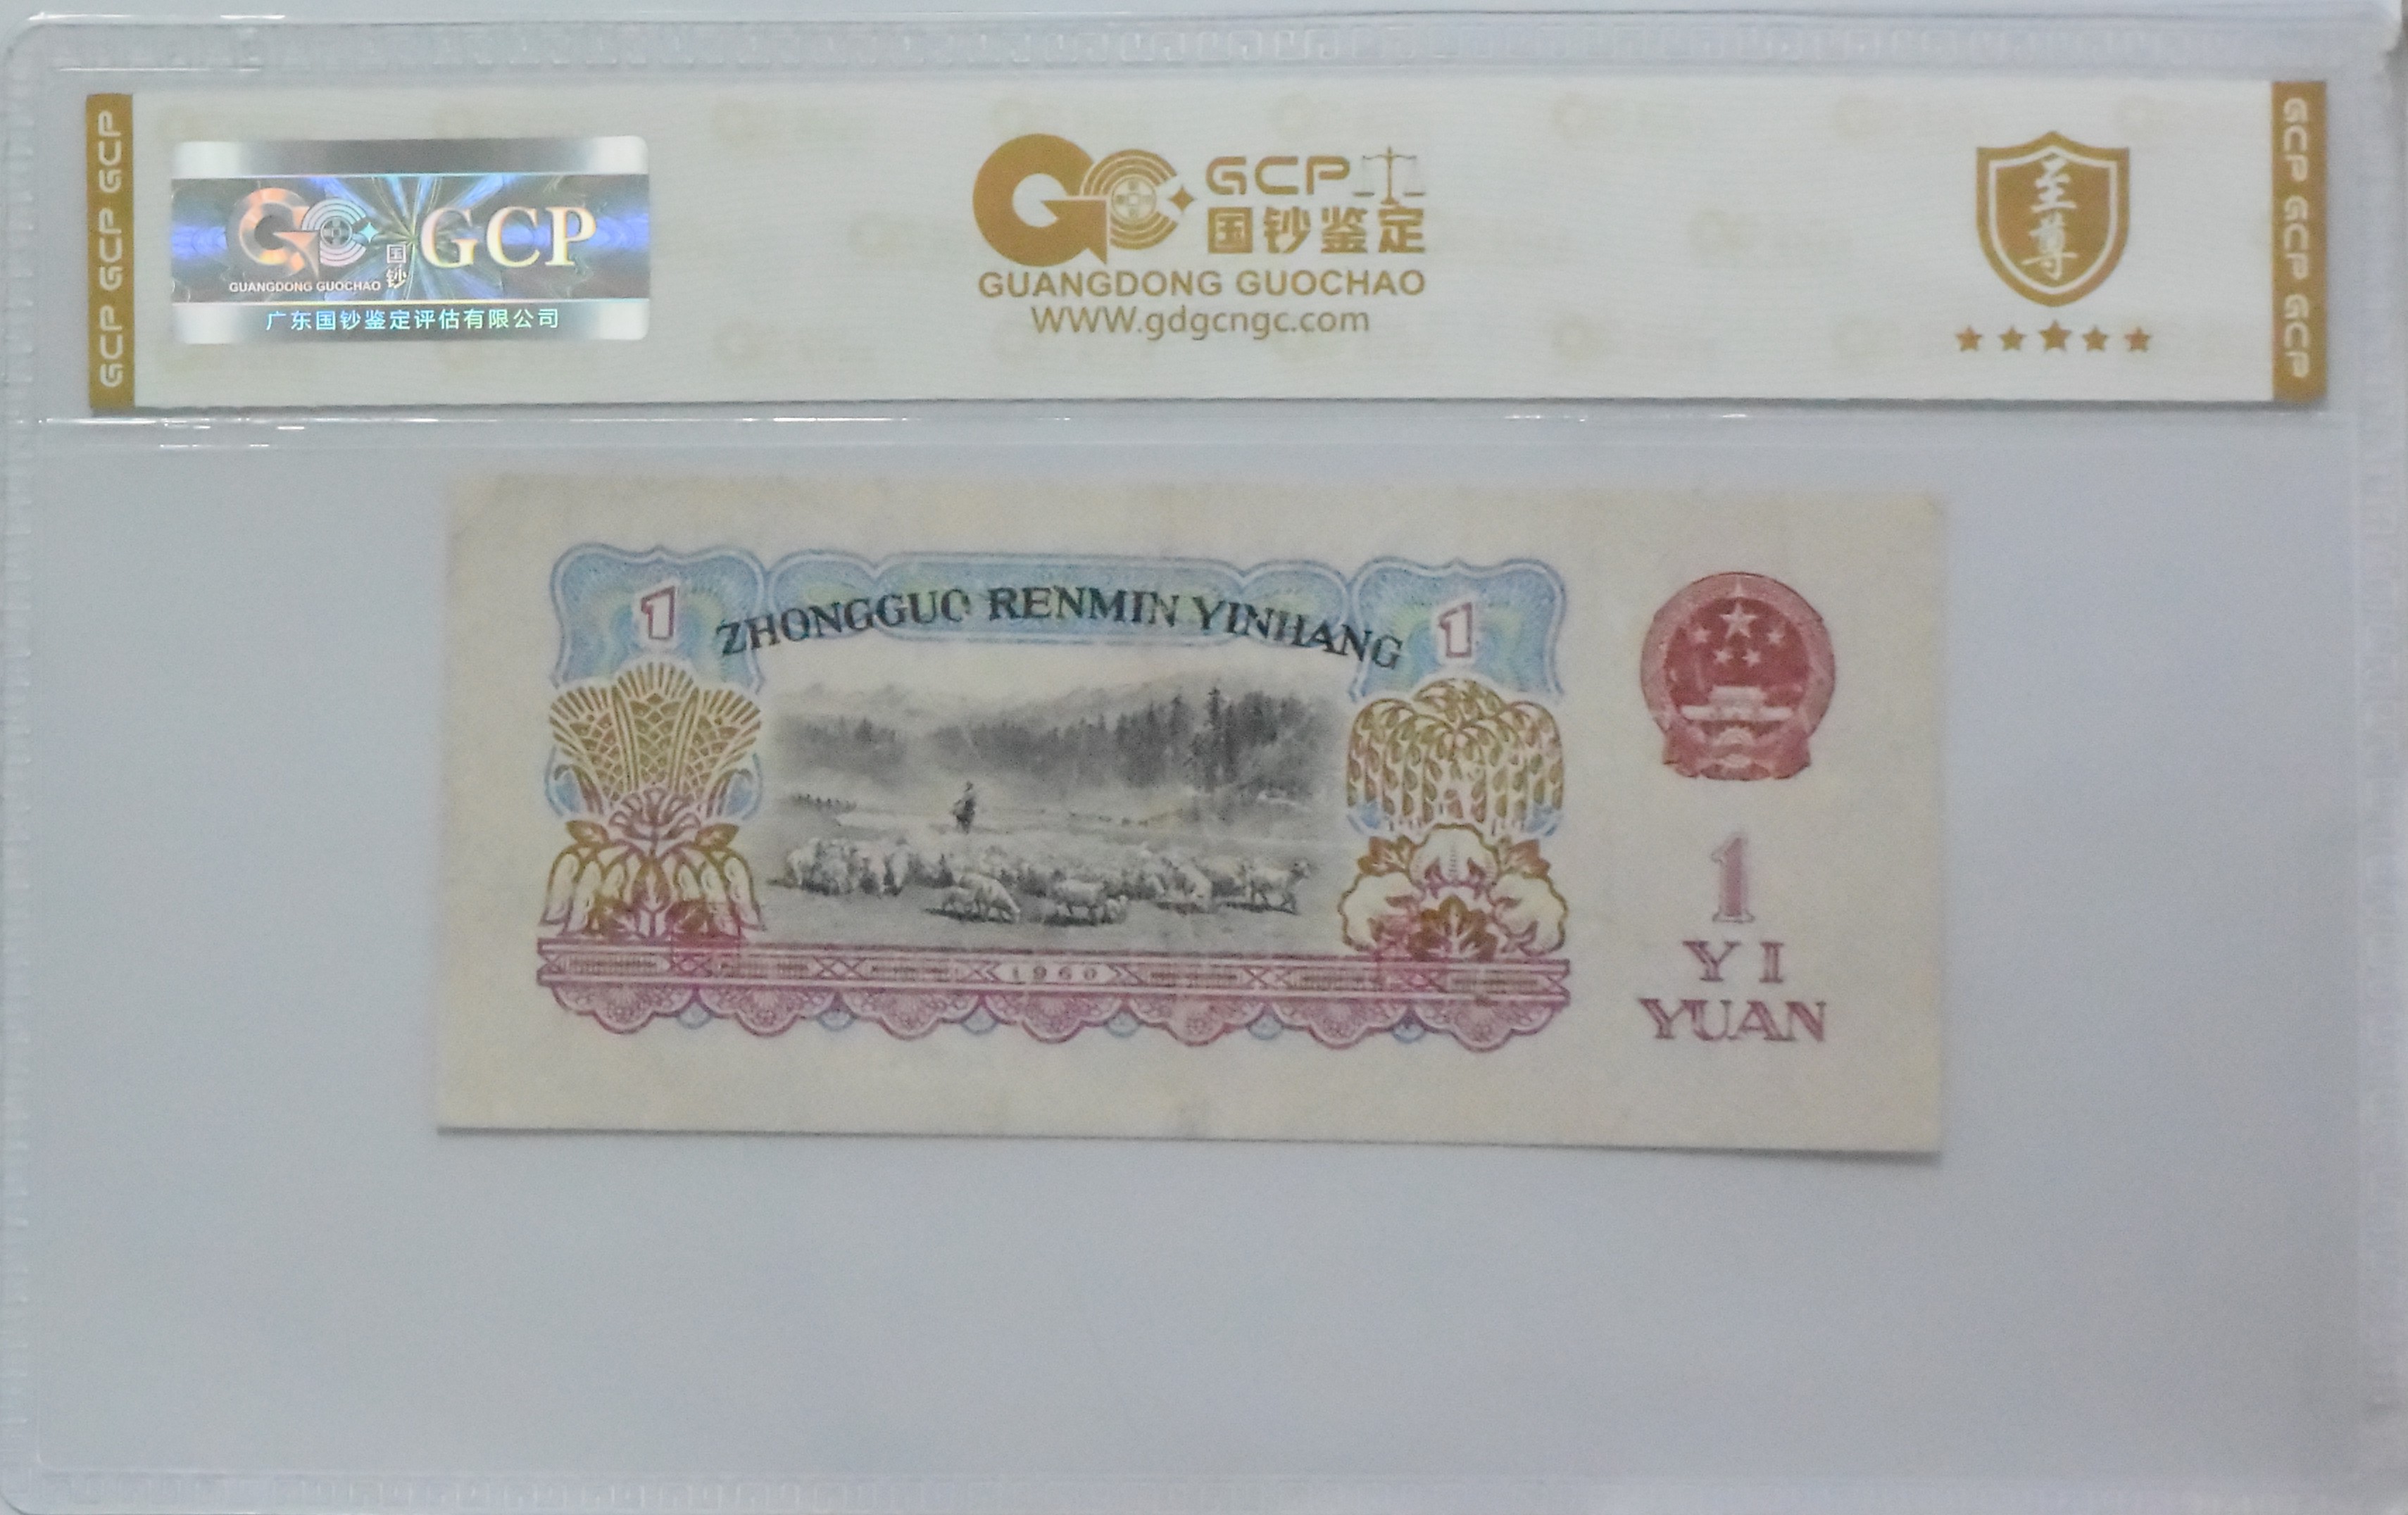 GCP GCP GCP
GUANGDONG GUOCHAO
国钞
GCP
广东国钞鉴定评估有限公司
GCP
国钞鉴定
GUANGDONG GUOCHAO
WWW.gdgcngc.com
至尊
GCP GCP GCP
1
ZHONGGUO RENMIN YINHANG
1
1960
1
YI
YUAN